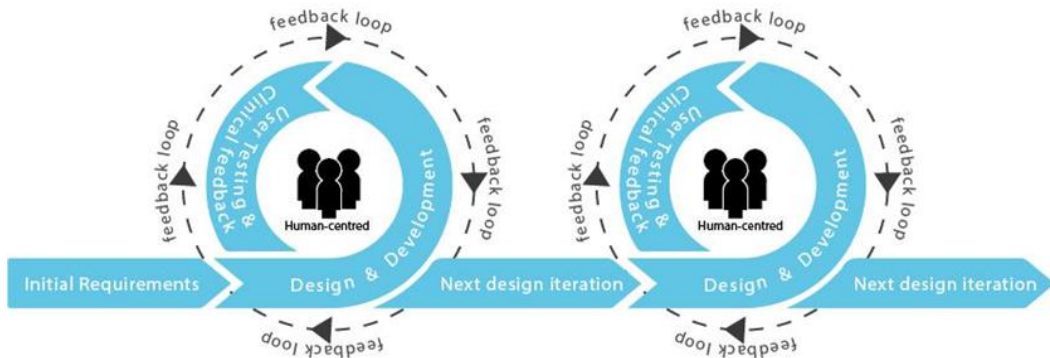 feedback loop
feedback loop
feedback loop
feedback loop
User Testing &
Clinical feedback
Human-centred
Initial Requirements
Design & Development
Next design iteration
feedback loop
feedback loop
feedback loop
feedback loop
User Testing &
Clinical feedback
Human-centred
Design & Development
Next design iteration